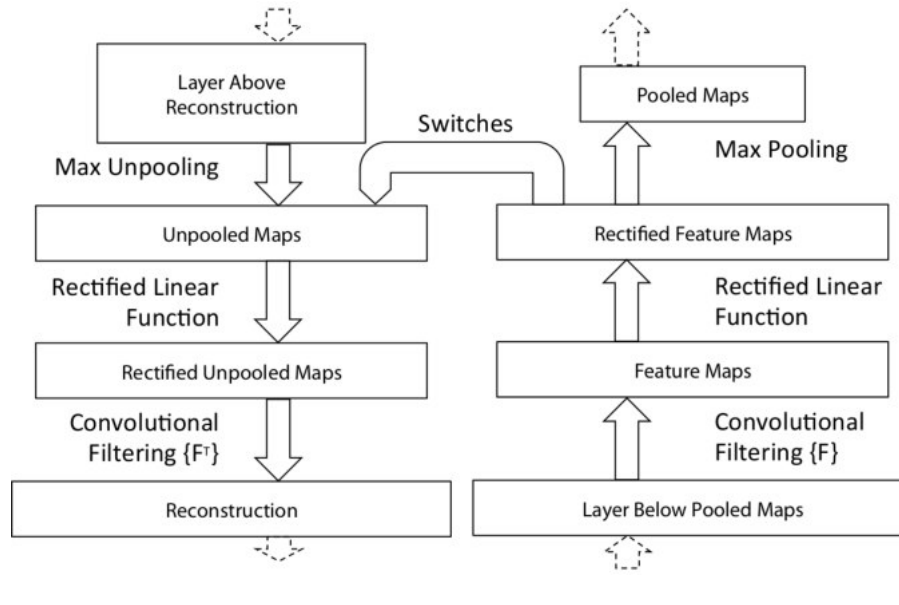 Layer Above
Reconstruction
Max Unpooling
Unpooled Maps
Rectified Linear
Function
Rectified Unpooled Maps
Convolutional
Filtering {Fᵀ}
Reconstruction
Switches
Pooled Maps
Max Pooling
Rectified Feature Maps
Rectified Linear
Function
Feature Maps
Convolutional
Filtering {F}
Layer Below Pooled Maps